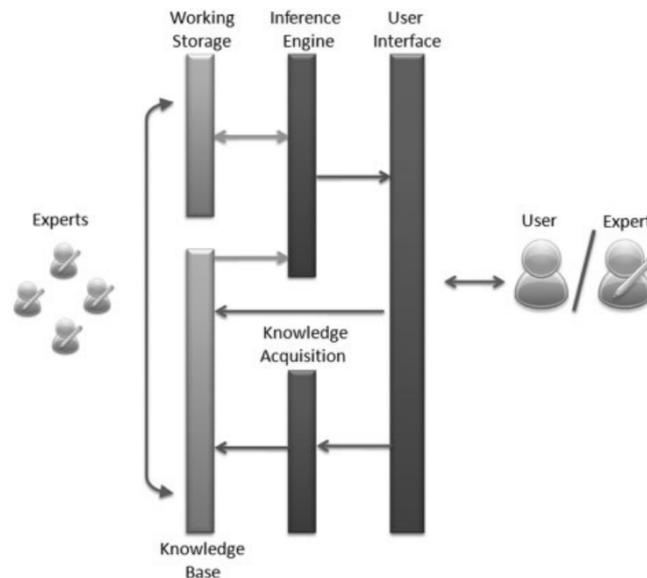 Working
Storage
Inference
Engine
User
Interface
Experts
User
Expert
Knowledge
Acquisition
Knowledge
Base